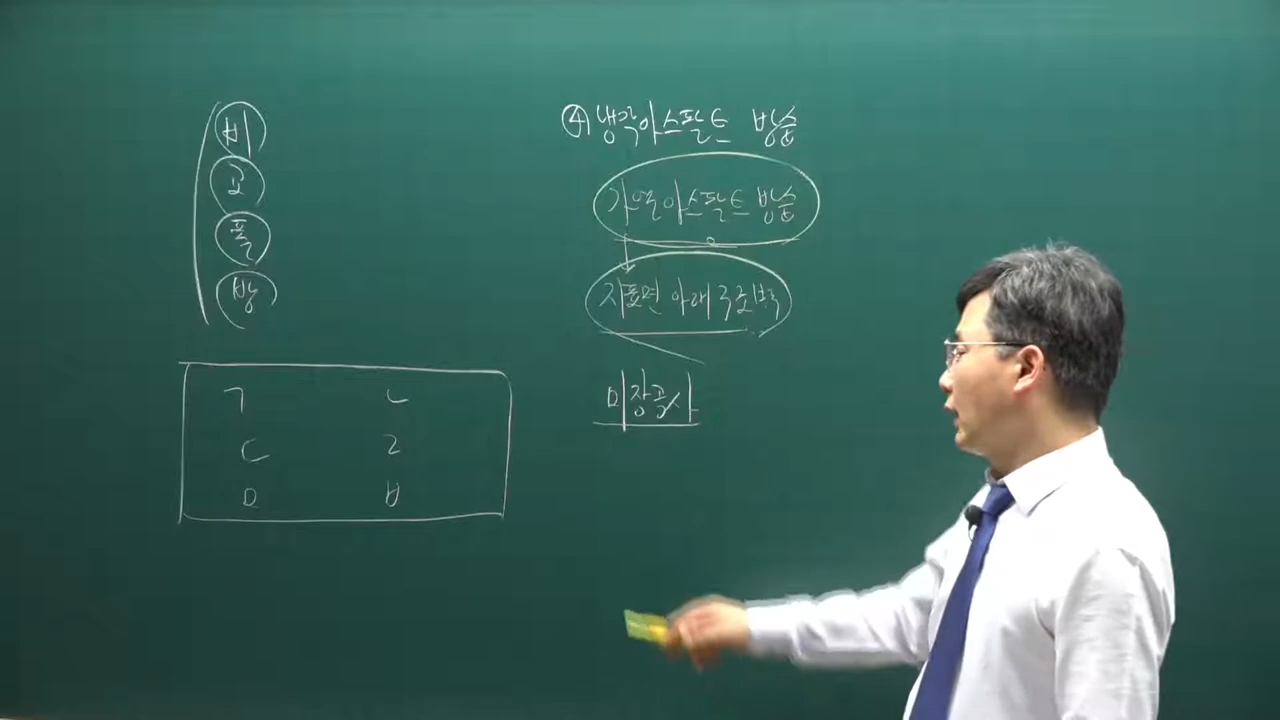 비
고
품
방
ㄱ ㄴ
ㄷ ㄹ
ㅁ ㅂ
④ 냉각아스팔트 방습
가열아스팔트 방습
지표면 아래 구조벽
미장공사